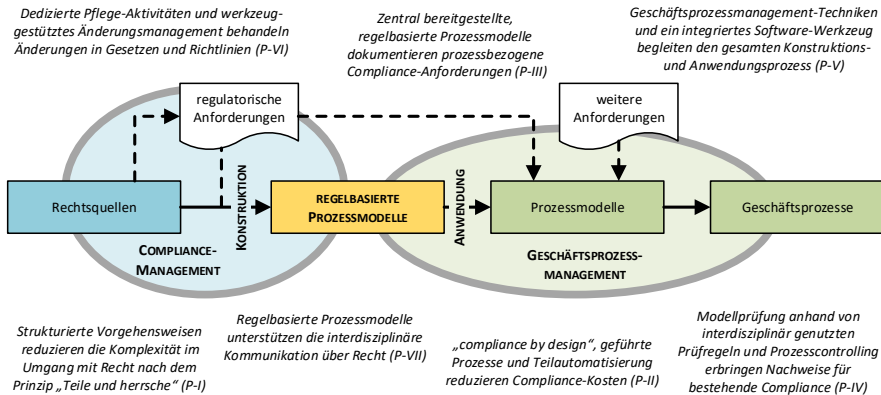 Dedizierte Pflege-Aktivitäten und werkzeug-
gestütztes Änderungsmanagement behandeln
Änderungen in Gesetzen und Richtlinien (P-VI)
Zentral bereitgestellte,
regelbasierte Prozessmodelle
dokumentieren prozessbezogene
Compliance-Anforderungen (P-III)
Geschäftsprozessmanagement-Techniken
und ein integriertes Software-Werkzeug
begleiten den gesamten Konstruktions-
und Anwendungsprozess (P-V)
regulatorische
Anforderungen
weitere
Anforderungen
Rechtsquellen
KONSTRUKTION
REGELBASIERTE
PROZESSMODELLE
ANWENDUNG
Prozessmodelle
Geschäftsprozesse
COMPLIANCE-
MANAGEMENT
GESCHÄFTSPROZESS-
MANAGEMENT
Strukturierte Vorgehensweisen
reduzieren die Komplexität im
Umgang mit Recht nach dem
Prinzip „Teile und herrsche“ (P-I)
Regelbasierte Prozessmodelle
unterstützen die interdisziplinäre
Kommunikation über Recht (P-VII)
„compliance by design“, geführte
Prozesse und Teilautomatisierung
reduzieren Compliance-Kosten (P-II)
Modellprüfung anhand von
interdisziplinär genutzten
Prüfregeln und Prozesscontrolling
erbringen Nachweise für
bestehende Compliance (P-IV)